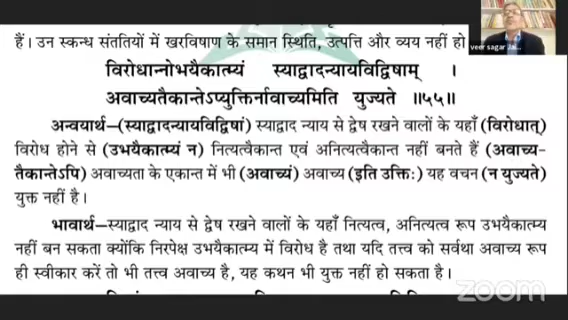 हैं। उन स्कन्ध संततियों में खरविषाण के समान स्थिति, उत्पत्ति और व्यय नहीं हो
veer sagar Jai...
विरोधान्नोभयैकात्म्यं स्याद्वादन्यायविद्विषाम् ।
अवाच्यतैकान्तेऽप्युक्तिर्नावाच्यमिति युज्यते ॥५५॥
अन्वयार्थ—(स्याद्वादन्यायविद्विषां) स्याद्वाद न्याय से द्वेष रखने वालों के यहाँ (विरोधात्)
विरोध होने से (उभयैकात्म्यं न) नित्यत्वैकान्त एवं अनित्यत्वैकान्त नहीं बनते हैं (अवाच्य-
तैकान्तेऽपि) अवाच्यता के एकान्त में भी (अवाच्यं) अवाच्य (इति उक्तिः) यह वचन (न युज्यते)
युक्त नहीं है।
भावार्थ—स्याद्वाद न्याय से द्वेष रखने वालों के यहाँ नित्यत्व, अनित्यत्व रूप उभयैकात्म्य
नहीं बन सकता क्योंकि निरपेक्ष उभयैकात्म्य में विरोध है तथा यदि तत्त्व को सर्वथा अवाच्य रूप
ही स्वीकार करें तो भी तत्त्व अवाच्य है, यह कथन भी युक्त नहीं हो सकता है।
zoom